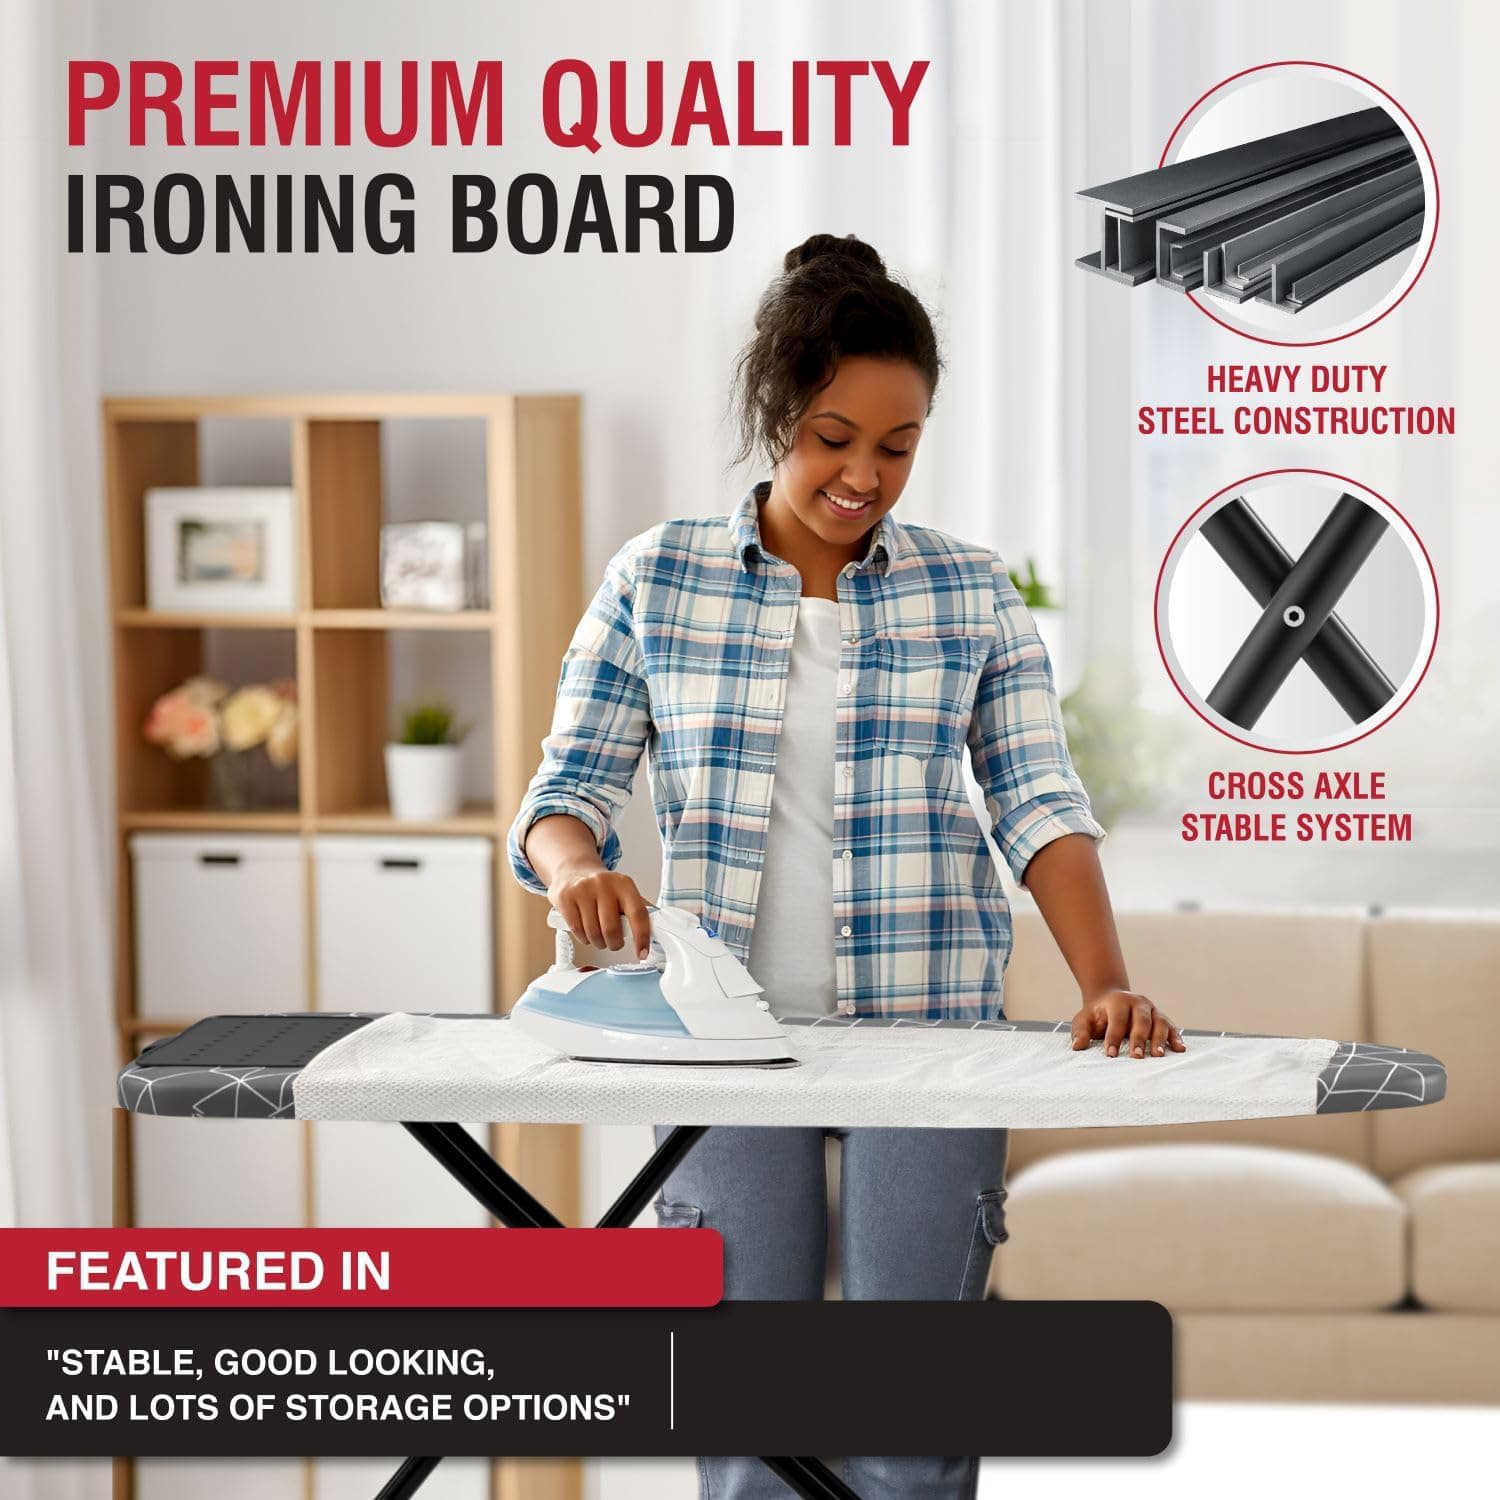 PREMIUM QUALITY
IRONING BOARD
HEAVY DUTY
STEEL CONSTRUCTION
CROSS AXLE
STABLE SYSTEM
FEATURED IN
"STABLE, GOOD LOOKING,
AND LOTS OF STORAGE OPTIONS"